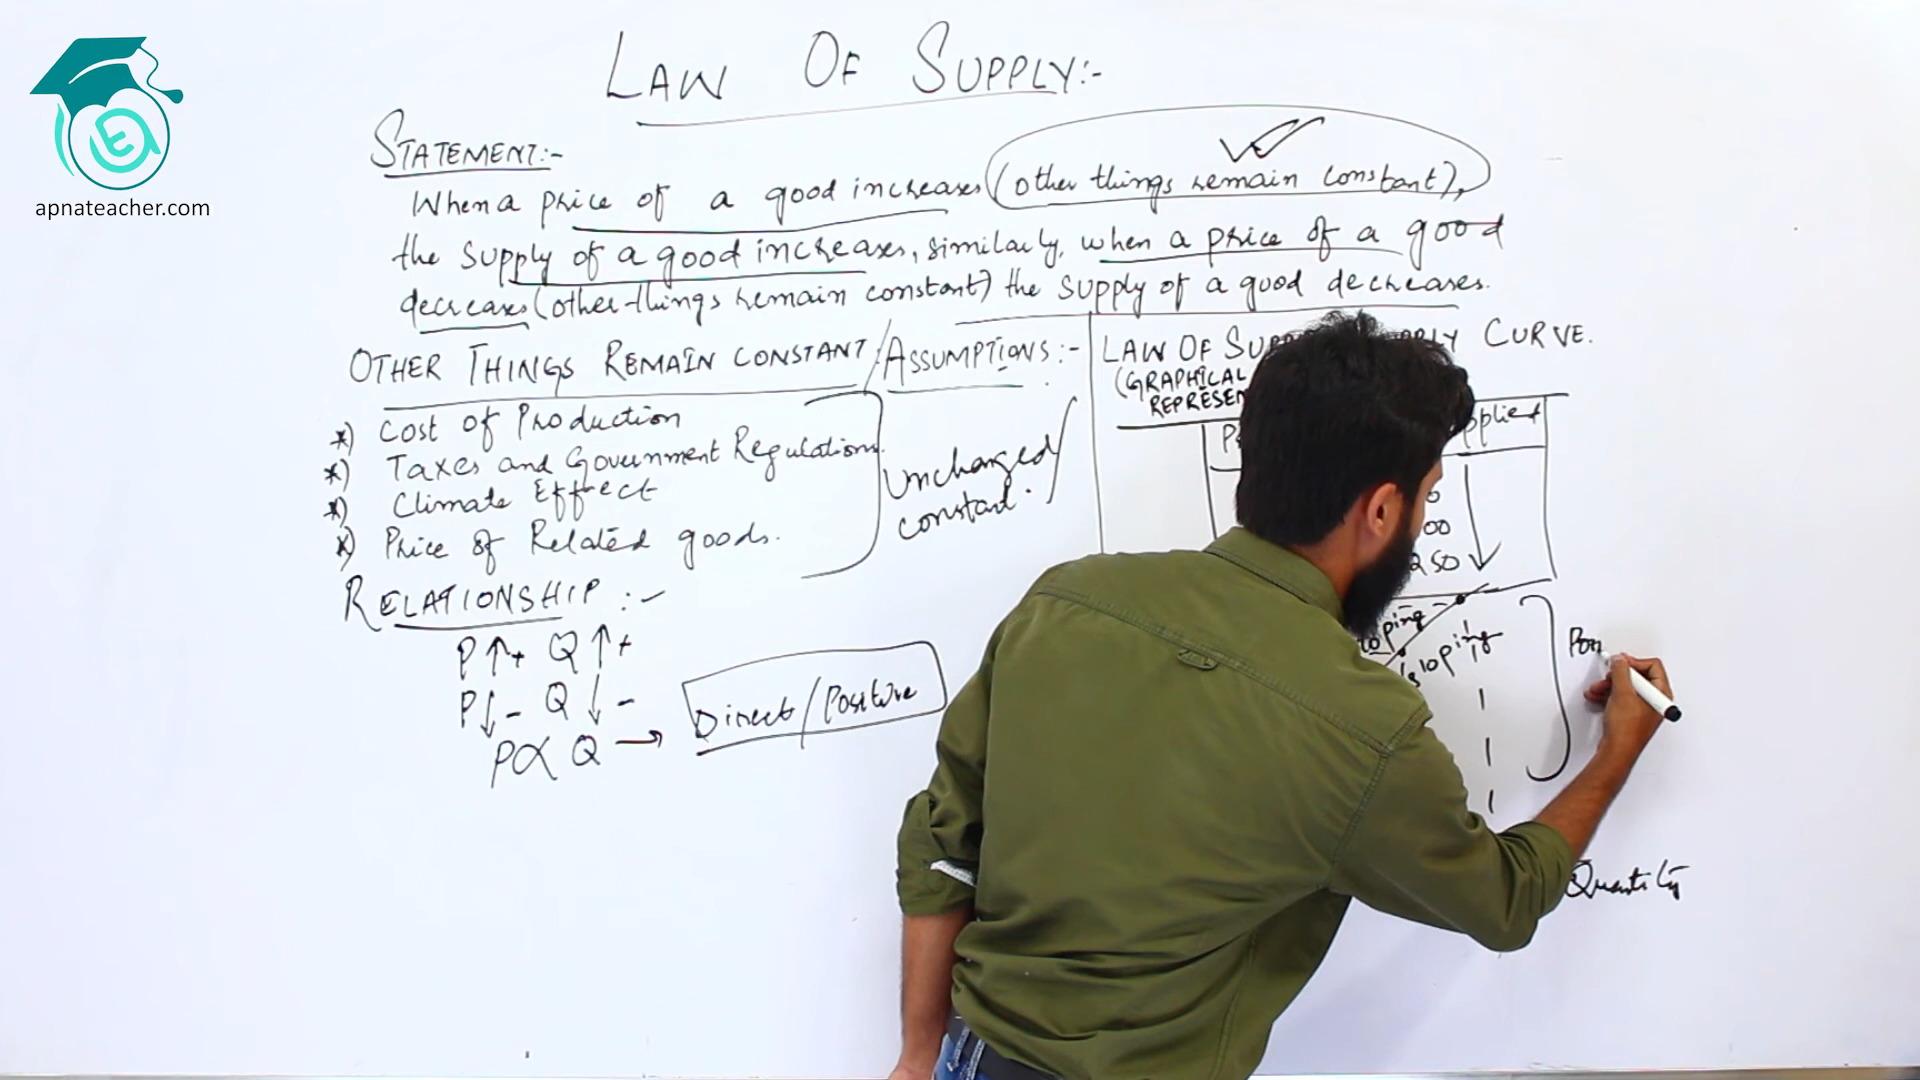 LAW OF SUPPLY:-
STATEMENT:-
When a price of a good increases (other things remain constant),
the supply of a good increases, similarly, when a price of a good
decreases (other things remain constant) the supply of a good decreases.
OTHER THINGS REMAIN CONSTANT / ASSUMPTIONS:-
*) Cost of Production
*) Taxes and Government Regulations.
*) Climate Effect
*) Price of Related goods.
Unchanged
constant.
RELATIONSHIP :-
P↑+ Q↑+
P↓- Q↓-
P∝ Q → Direct / Positive
LAW OF CURVE.
(GRAPHICAL
00
250
sloping
Quantity
apnateacher.com